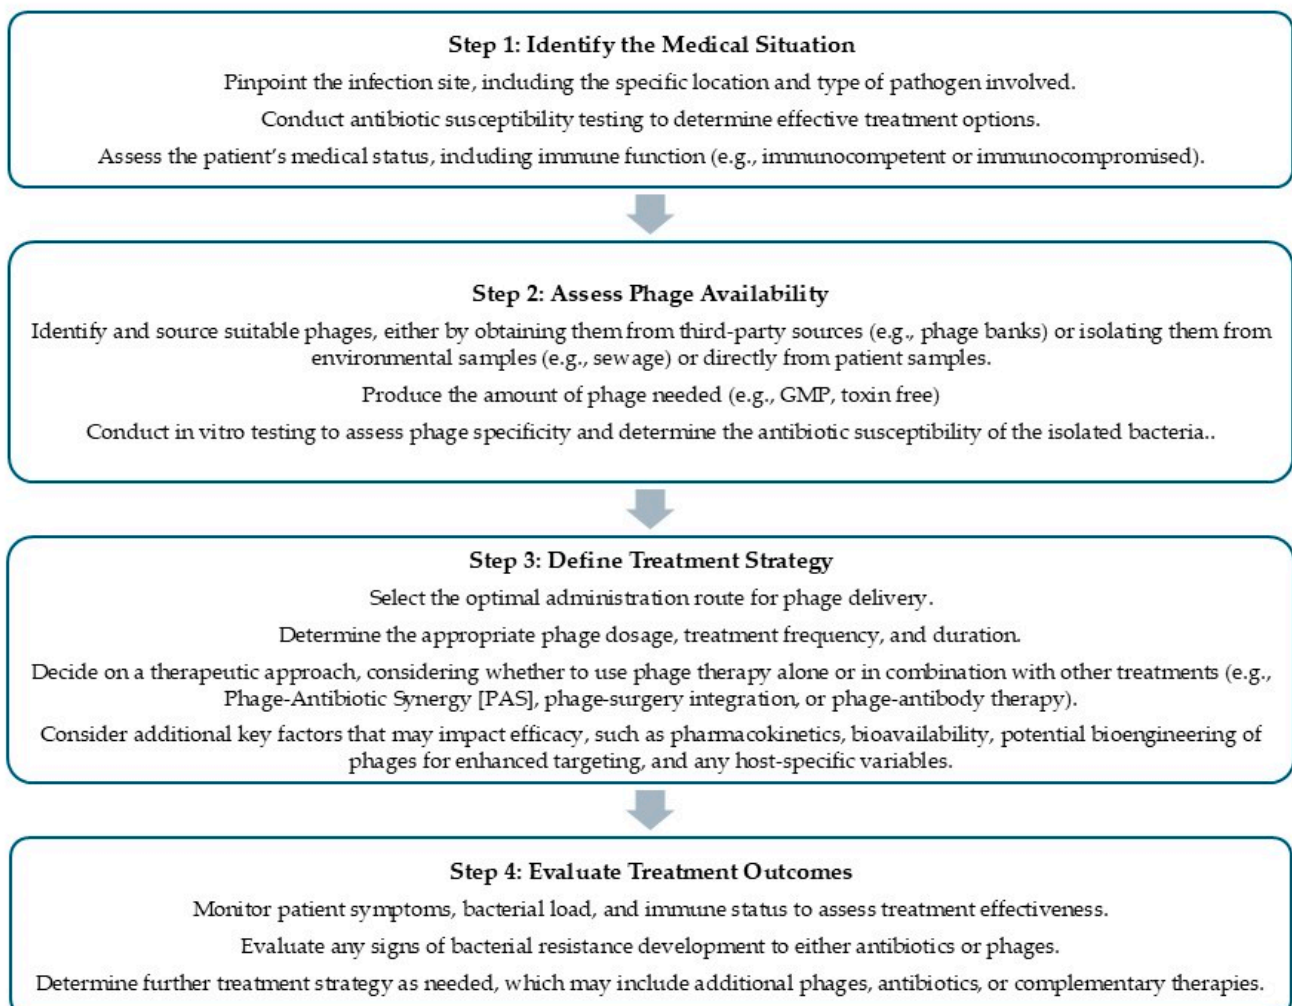 Step 1: Identify the Medical Situation
Pinpoint the infection site, including the specific location and type of pathogen involved.
Conduct antibiotic susceptibility testing to determine effective treatment options.
Assess the patient's medical status, including immune function (e.g., immunocompetent or immunocompromised).
Step 2: Assess Phage Availability
Identify and source suitable phages, either by obtaining them from third-party sources (e.g., phage banks) or isolating them from
environmental samples (e.g., sewage) or directly from patient samples.
Produce the amount of phage needed (e.g., GMP, toxin free)
Conduct in vitro testing to assess phage specificity and determine the antibiotic susceptibility of the isolated bacteria..
Step 3: Define Treatment Strategy
Select the optimal administration route for phage delivery.
Determine the appropriate phage dosage, treatment frequency, and duration.
Decide on a therapeutic approach, considering whether to use phage therapy alone or in combination with other treatments (e.g.,
Phage-Antibiotic Synergy [PAS], phage-surgery integration, or phage-antibody therapy).
Consider additional key factors that may impact efficacy, such as pharmacokinetics, bioavailability, potential bioengineering of
phages for enhanced targeting, and any host-specific variables.
Step 4: Evaluate Treatment Outcomes
Monitor patient symptoms, bacterial load, and immune status to assess treatment effectiveness.
Evaluate any signs of bacterial resistance development to either antibiotics or phages.
Determine further treatment strategy as needed, which may include additional phages, antibiotics, or complementary therapies.